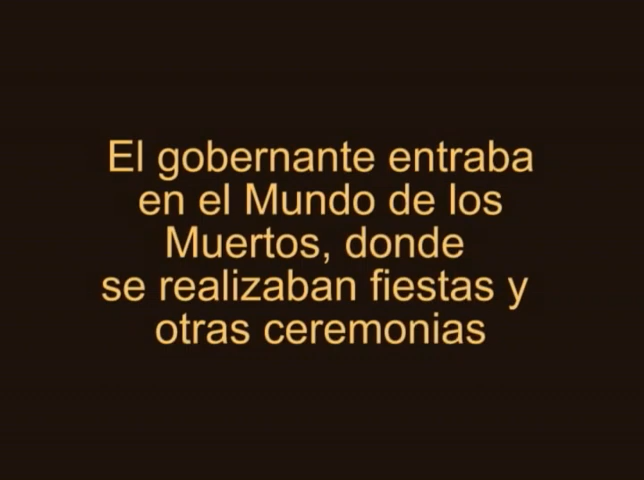 El gobernante entraba
en el Mundo de los
Muertos, donde
se realizaban fiestas y
otras ceremonias